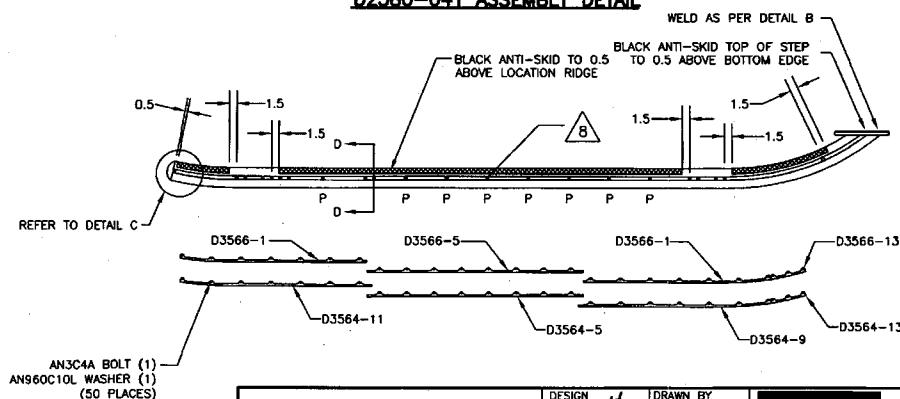 D2580-041 ASSEMBLY DETAIL
WELD AS PER DETAIL B
BLACK ANTI-SKID TO 0.5
ABOVE LOCATION RIDGE
BLACK ANTI-SKID TOP OF STEP
TO 0.5 ABOVE BOTTOM EDGE
0.5
1.5
1.5
D
8
1.5
1.5
1.5
D
P P P P P P P P
REFER TO DETAIL C
D3566-1
D3566-5
D3566-1
D3566-13
D3564-11
D3564-5
D3564-9
D3564-13
AN3C4A BOLT (1)
AN960C10L WASHER (1)
(50 PLACES)
DESIGN
DRAWN BY